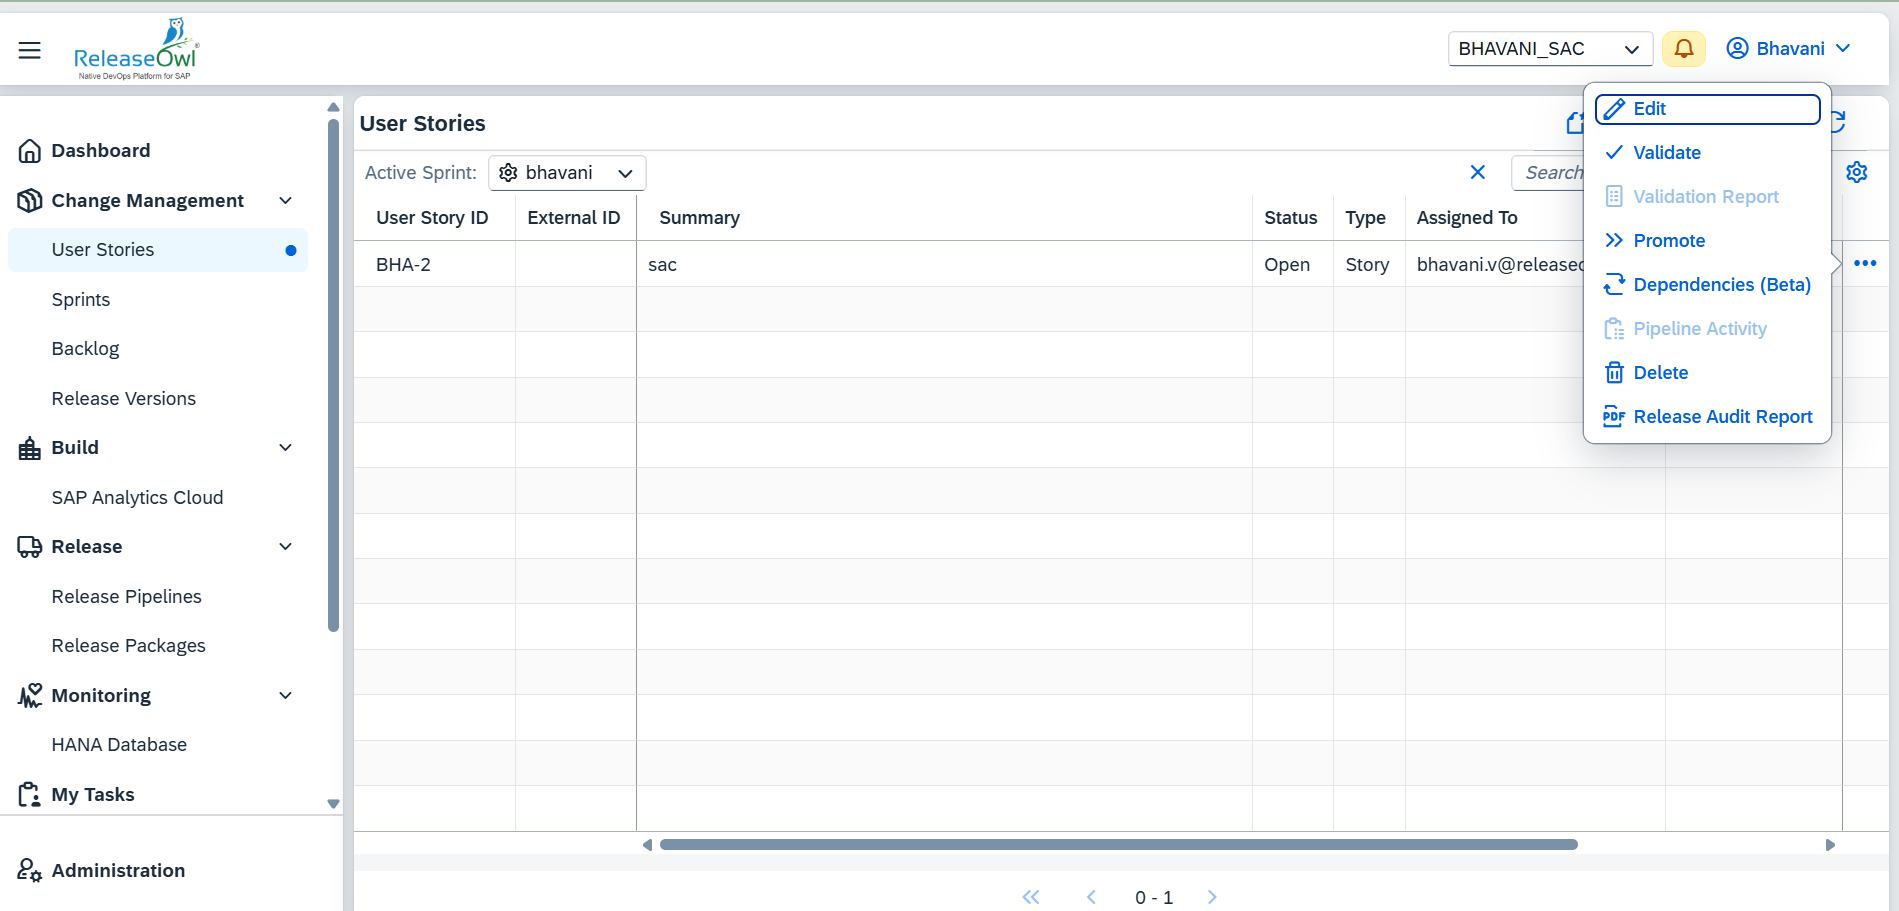 ReleaseOwl
Native DevOps Platform for SAP
BHAVANI_SAC
Bhavani
Dashboard
Change Management
User Stories
Sprints
Backlog
Release Versions
Build
SAP Analytics Cloud
Release
Release Pipelines
Release Packages
Monitoring
HANA Database
My Tasks
Administration
User Stories
Active Sprint: bhavani
Search
User Story ID External ID Summary Status Type Assigned To
BHA-2 sac Open Story bhavani.v@release
Edit
Validate
Validation Report
Promote
Dependencies (Beta)
Pipeline Activity
Delete
PDF Release Audit Report
0 - 1